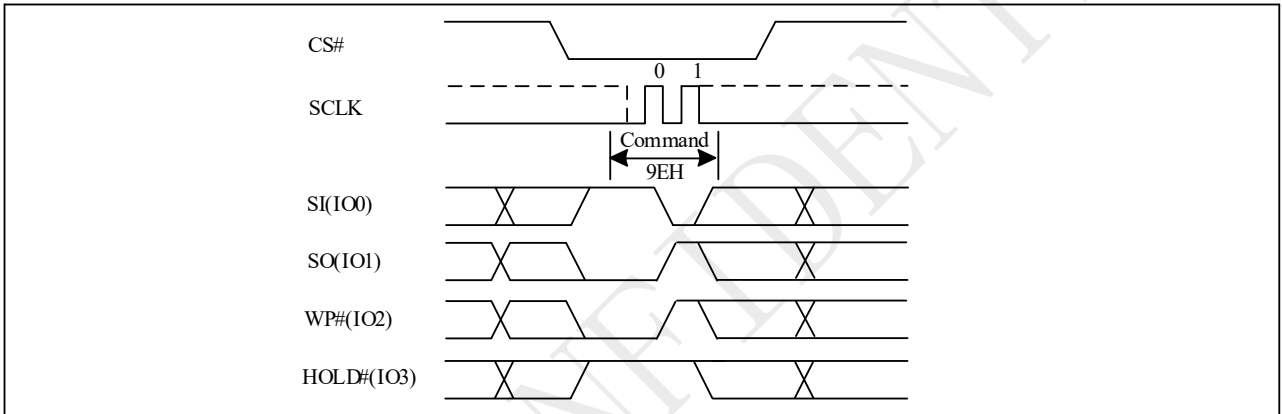 CS#
0 1
SCLK
Command
9EH
SI(IO0)
SO(IO1)
WP#(IO2)
HOLD#(IO3)